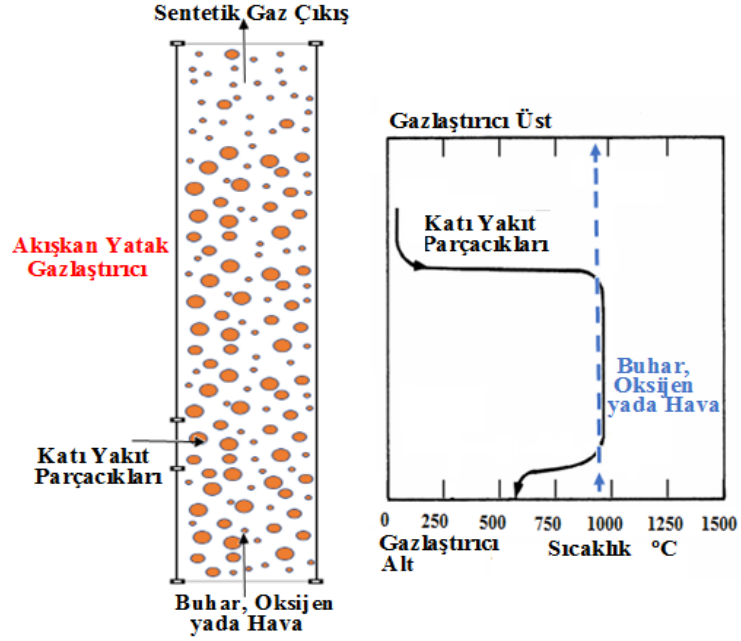 Sentetik Gaz Çıkış
Akışkan Yatak
Gazlaştırıcı
Katı Yakıt
Parçacıkları
Buhar, Oksijen
yada Hava
Gazlaştırıcı Üst
Katı Yakıt
Parçacıkları
Buhar,
Oksijen
yada Hava
0 250 500 750 1000 1250 1500
Gazlaştırıcı
Alt
Sıcaklık ºC